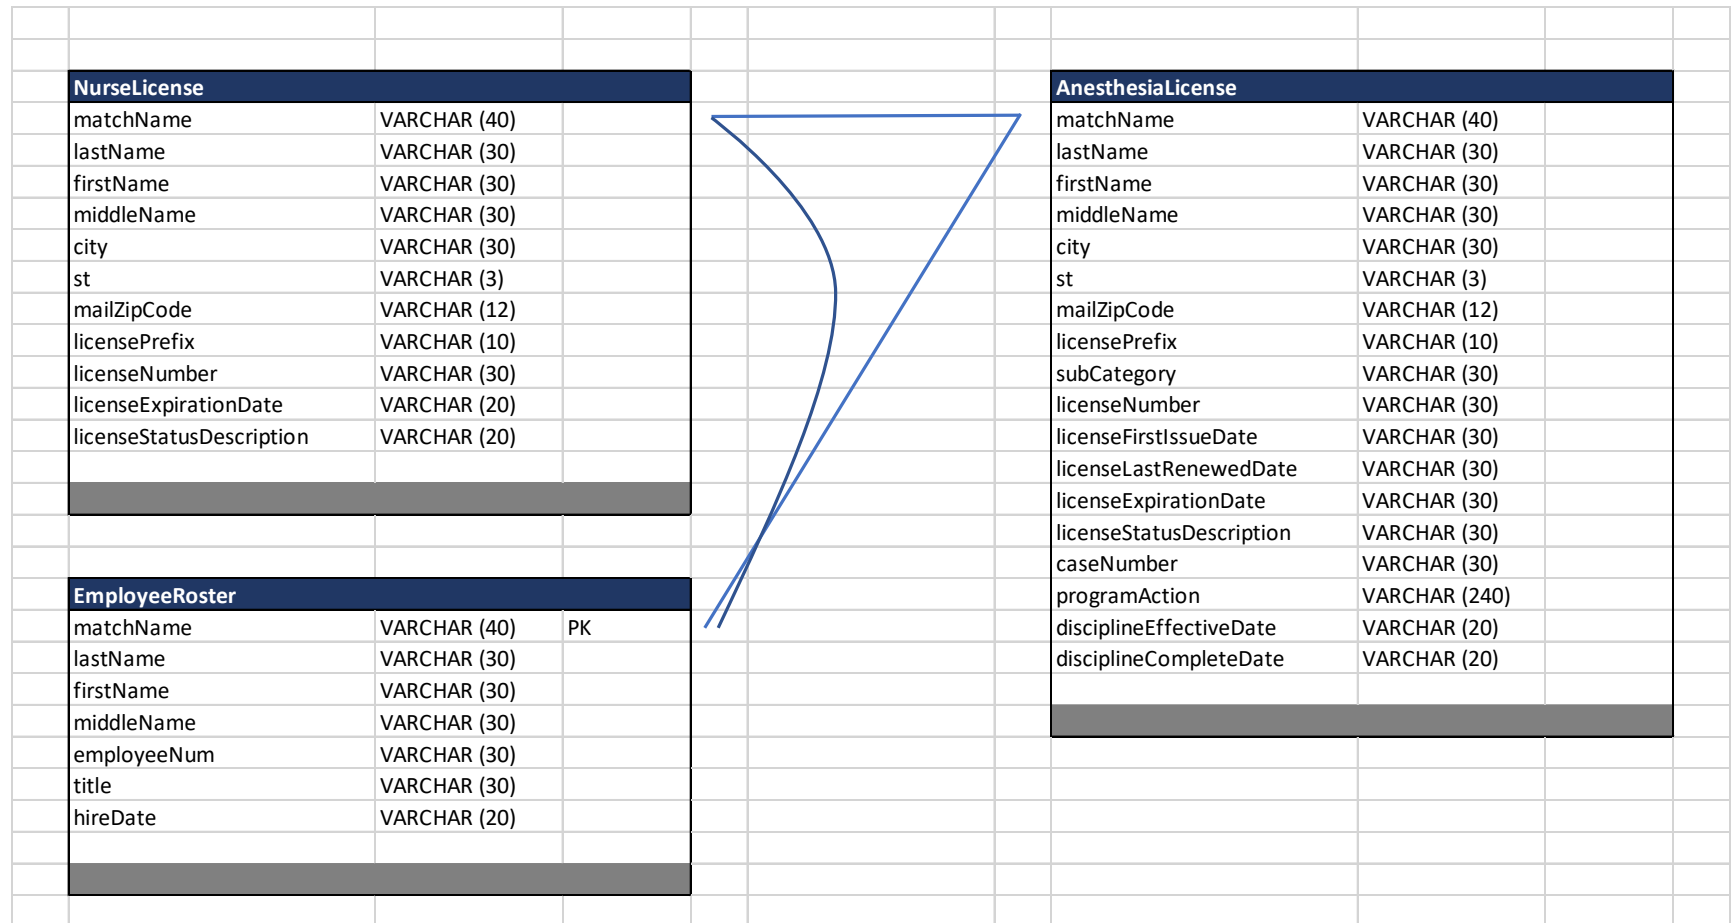 NurseLicense
matchName VARCHAR (40)
lastName VARCHAR (30)
firstName VARCHAR (30)
middleName VARCHAR (30)
city VARCHAR (30)
st VARCHAR (3)
mailZipCode VARCHAR (12)
licensePrefix VARCHAR (10)
licenseNumber VARCHAR (30)
licenseExpirationDate VARCHAR (20)
licenseStatusDescription VARCHAR (20)
EmployeeRoster
matchName VARCHAR (40) PK
lastName VARCHAR (30)
firstName VARCHAR (30)
middleName VARCHAR (30)
employeeNum VARCHAR (30)
title VARCHAR (30)
hireDate VARCHAR (20)
AnesthesiaLicense
matchName VARCHAR (40)
lastName VARCHAR (30)
firstName VARCHAR (30)
middleName VARCHAR (30)
city VARCHAR (30)
st VARCHAR (3)
mailZipCode VARCHAR (12)
licensePrefix VARCHAR (10)
subCategory VARCHAR (30)
licenseNumber VARCHAR (30)
licenseFirstIssueDate VARCHAR (30)
licenseLastRenewedDate VARCHAR (30)
licenseExpirationDate VARCHAR (30)
licenseStatusDescription VARCHAR (30)
caseNumber VARCHAR (30)
programAction VARCHAR (240)
disciplineEffectiveDate VARCHAR (20)
disciplineCompleteDate VARCHAR (20)